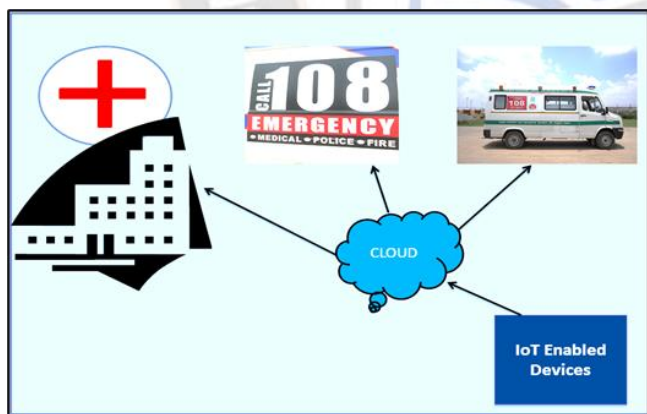 CALL 108
EMERGENCY
•MEDICAL •POLICE •FIRE
108
CLOUD
IoT Enabled
Devices